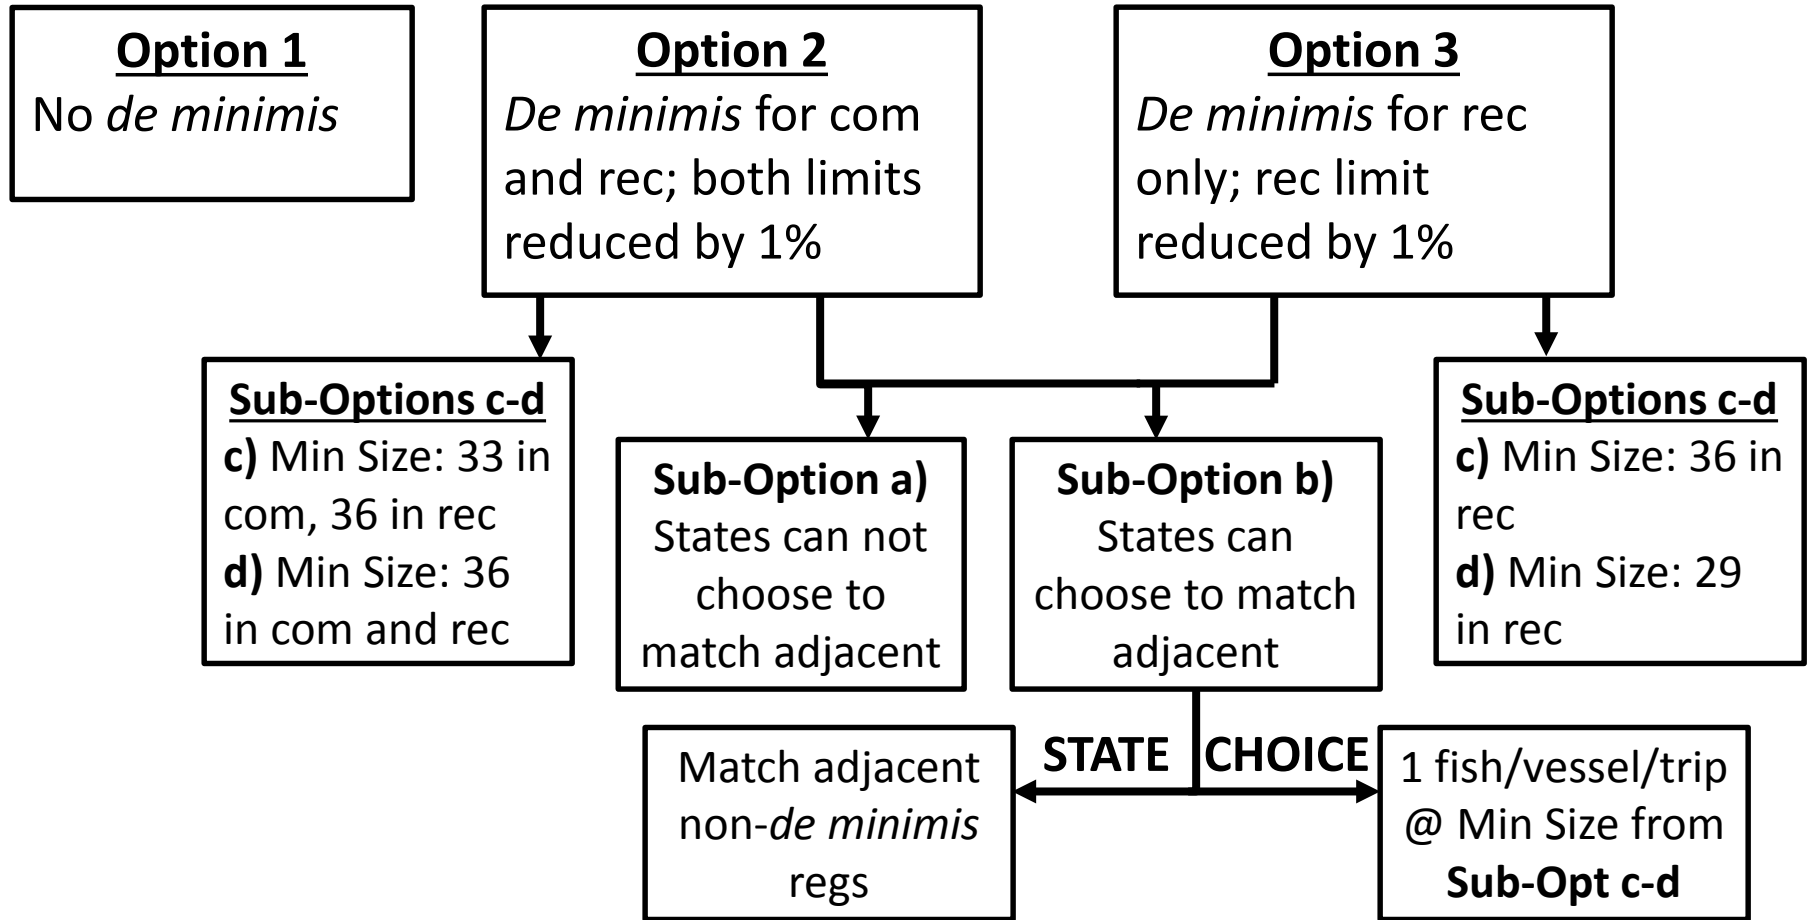 Option 1
No de minimis
Option 2
De minimis for com
and rec; both limits
reduced by 1%
Option 3
De minimis for rec
only; rec limit
reduced by 1%
Sub-Options c-d
c) Min Size: 33 in
com, 36 in rec
d) Min Size: 36
in com and rec
Sub-Option a)
States can not
choose to
match adjacent
Sub-Option b)
States can
choose to match
adjacent
Sub-Options c-d
c) Min Size: 36 in
rec
d) Min Size: 29
in rec
STATE CHOICE
Match adjacent
non-de minimis
regs
1 fish/vessel/trip
@ Min Size from
Sub-Opt c-d